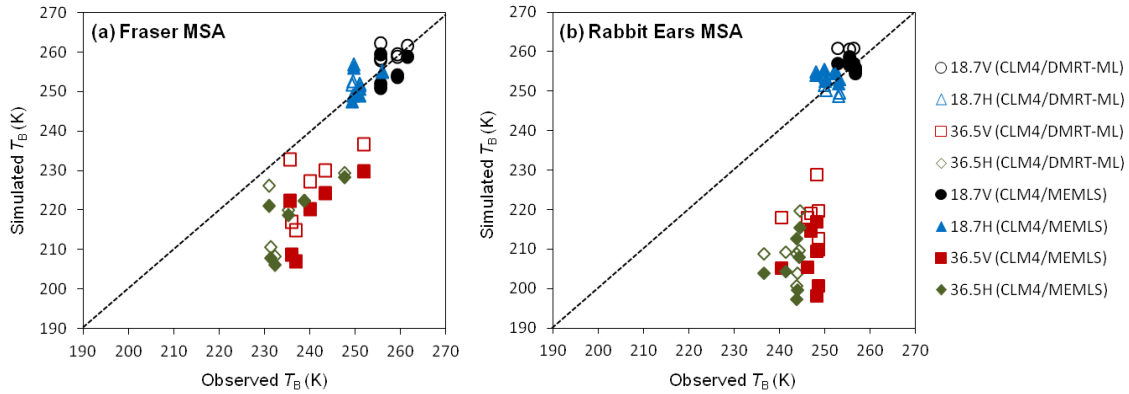 (a) Fraser MSA
270
260
250
240
230
220
210
200
190
Simulated TB (K)
190 200 210 220 230 240 250 260 270
Observed TB (K)
(b) Rabbit Ears MSA
270
260
250
240
230
220
210
200
190
Simulated TB (K)
190 200 210 220 230 240 250 260 270
Observed TB (K)
18.7V (CLM4/DMRT-ML)
18.7H (CLM4/DMRT-ML)
36.5V (CLM4/DMRT-ML)
36.5H (CLM4/DMRT-ML)
18.7V (CLM4/MEMLS)
18.7H (CLM4/MEMLS)
36.5V (CLM4/MEMLS)
36.5H (CLM4/MEMLS)